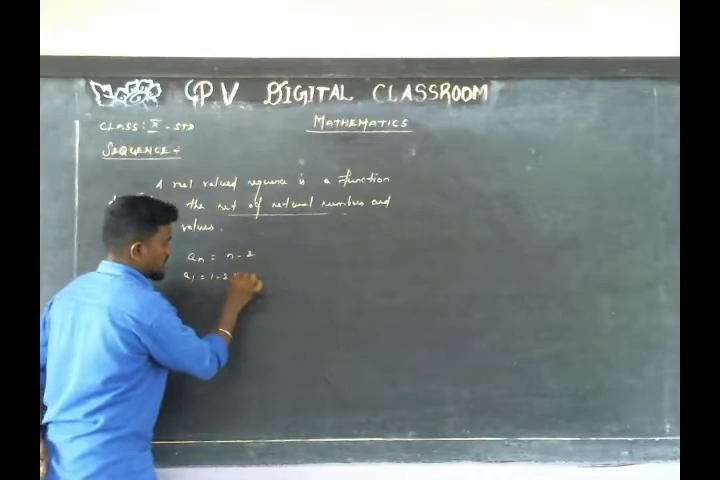 G.P.V DIGITAL CLASSROOM
CLASS: X - STD
MATHEMATICS
SEQUENCE :-
A real valued sequence is a function
the set of natural numbers and
values.
an = n - 2
a1 = 1 - 2